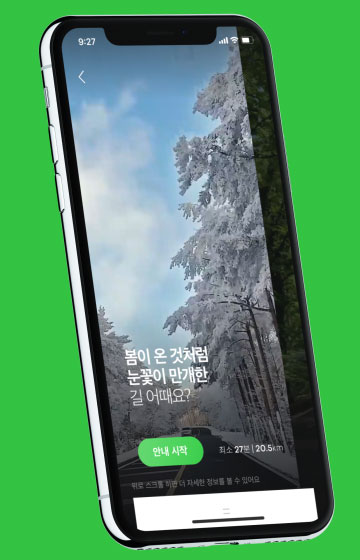 9:27
봄이 온 것처럼
눈꽃이 만개한
길 어때요?
안내 시작
최소 27분 | 20.5km
위로 스크롤 하면 더 자세한 정보를 볼 수 있어요